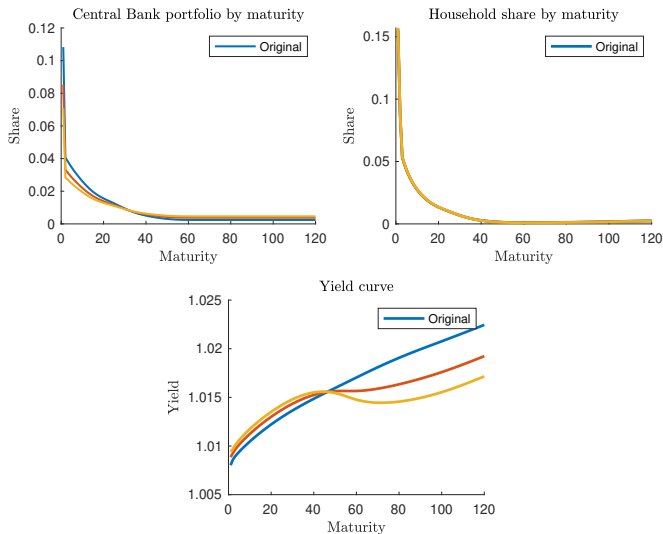 Central Bank portfolio by maturity
0.12
0.1
0.08
0.06
0.04
0.02
0
Share
Original
0 20 40 60 80 100 120
Maturity
Household share by maturity
0.15
0.1
0.05
0
Share
Original
0 20 40 60 80 100 120
Maturity
Yield curve
1.025
1.02
1.015
1.01
1.005
Yield
Original
0 20 40 60 80 100 120
Maturity